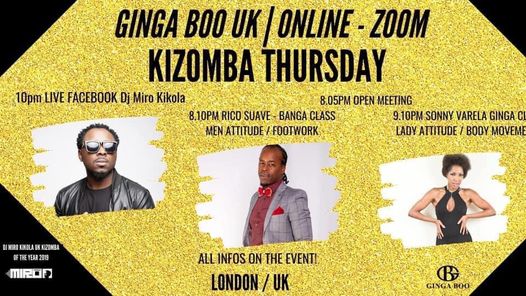 GINGA BOO UK | ONLINE - ZOOM
KIZOMBA THURSDAY
10pm LIVE FACEBOOK Dj Miro Kikola
8.05PM OPEN MEETING
8.10PM RICO SUAVE - BANGA CLASS
MEN ATTITUDE / FOOTWORK
9.10PM SONNY VARELA GINGA CL
LADY ATTITUDE / BODY MOVEME
DJ MIRO KIKOLA UK KIZOMBA
OF THE YEAR 2019
MIRO
ALL INFOS ON THE EVENT!
LONDON / UK
GB
GINGA BOO